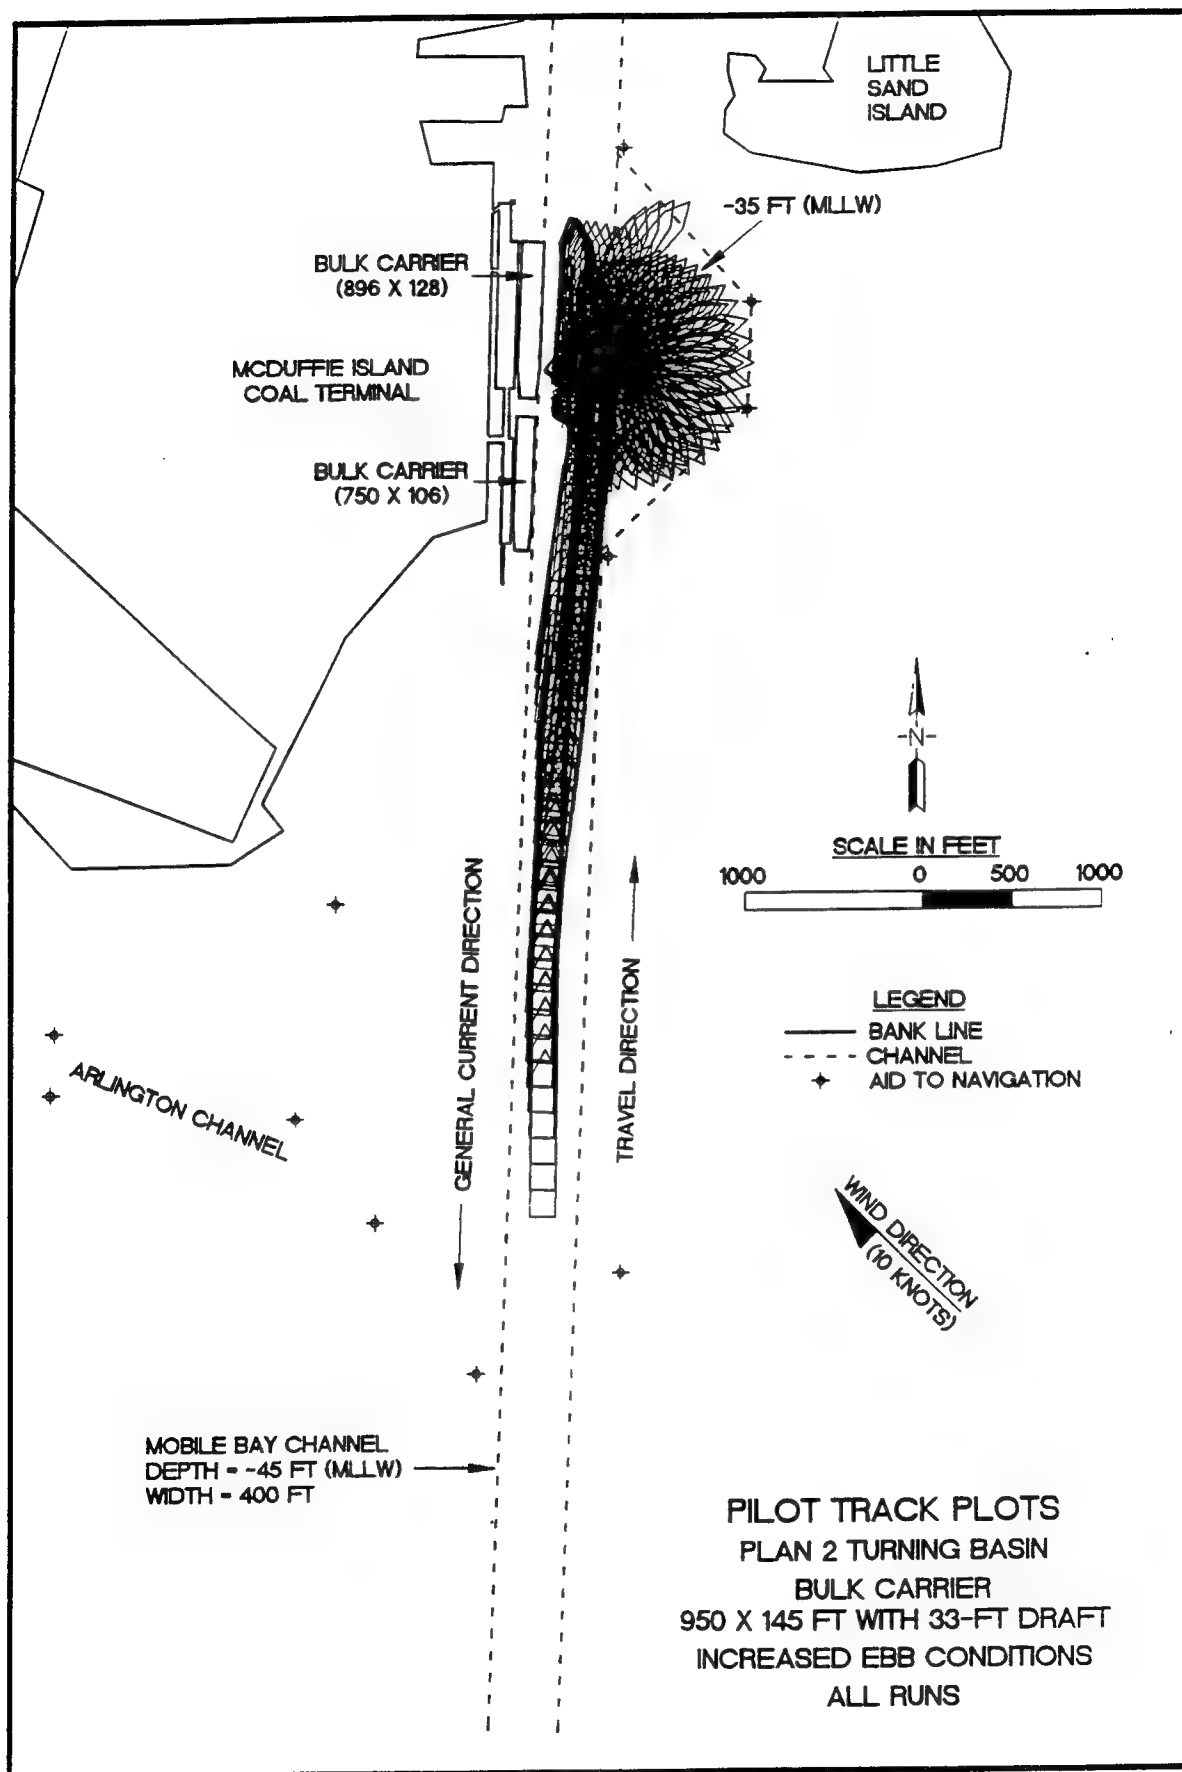 LITTLE
SAND
ISLAND
-35 FT (MLLW)
BULK CARRIER
(896 X 128)
MCDUFFIE ISLAND
COAL TERMINAL
BULK CARRIER
(750 X 106)
-N-
SCALE IN FEET
1000 0 500 1000
GENERAL CURRENT DIRECTION
TRAVEL DIRECTION
LEGEND
BANK LINE
CHANNEL
AID TO NAVIGATION
ARLINGTON CHANNEL
WIND DIRECTION
(10 KNOTS)
MOBILE BAY CHANNEL
DEPTH = -45 FT (MLLW)
WIDTH = 400 FT
PILOT TRACK PLOTS
PLAN 2 TURNING BASIN
BULK CARRIER
950 X 145 FT WITH 33-FT DRAFT
INCREASED EBB CONDITIONS
ALL RUNS